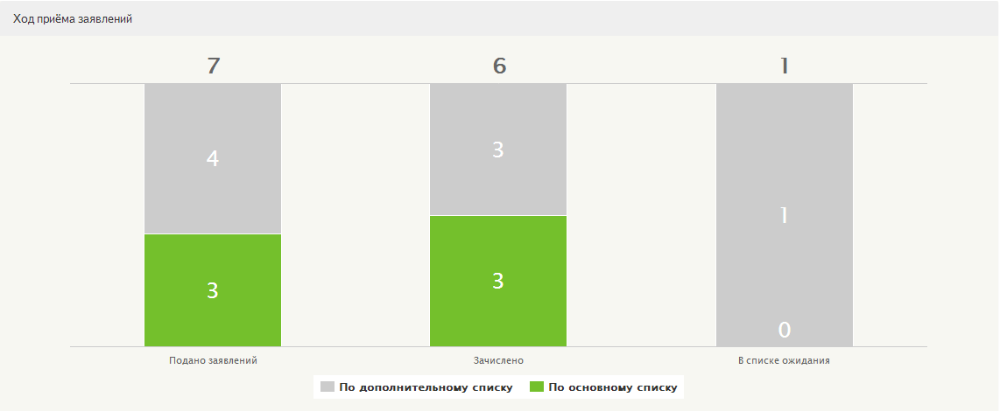 Ход приёма заявлений
7 6 1
4 3 1
3 3 0
Подано заявлений Зачислено В списке ожидания
По дополнительному списку По основному списку